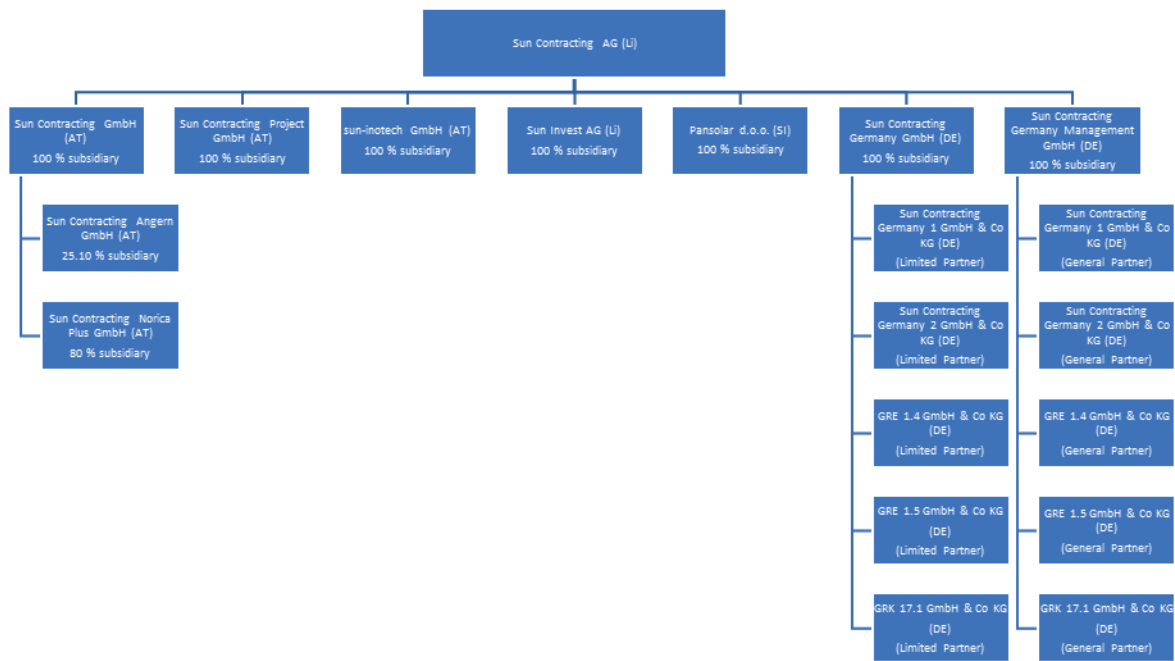 Sun Contracting AG (Li)
Sun Contracting GmbH
(AT)
100 % subsidiary
Sun Contracting Project
GmbH (AT)
100 % subsidiary
sun-inotech GmbH (AT)
100 % subsidiary
Sun Invest AG (Li)
100 % subsidiary
Pansolar d.o.o. (SI)
100 % subsidiary
Sun Contracting
Germany GmbH (DE)
100 % subsidiary
Sun Contracting
Germany Management
GmbH (DE)
100 % subsidiary
Sun Contracting Angern
GmbH (AT)
25.10 % subsidiary
Sun Contracting Norica
Plus GmbH (AT)
80 % subsidiary
Sun Contracting
Germany 1 GmbH & Co
KG (DE)
(Limited Partner)
Sun Contracting
Germany 2 GmbH & Co
KG (DE)
(Limited Partner)
GRE 1.4 GmbH & Co KG
(DE)
(Limited Partner)
GRE 1.5 GmbH & Co KG
(DE)
(Limited Partner)
GRK 17.1 GmbH & Co KG
(DE)
(Limited Partner)
Sun Contracting
Germany 1 GmbH & Co
KG (DE)
(General Partner)
Sun Contracting
Germany 2 GmbH & Co
KG (DE)
(General Partner)
GRE 1.4 GmbH & Co KG
(DE)
(General Partner)
GRE 1.5 GmbH & Co KG
(DE)
(General Partner)
GRK 17.1 GmbH & Co KG
(DE)
(General Partner)